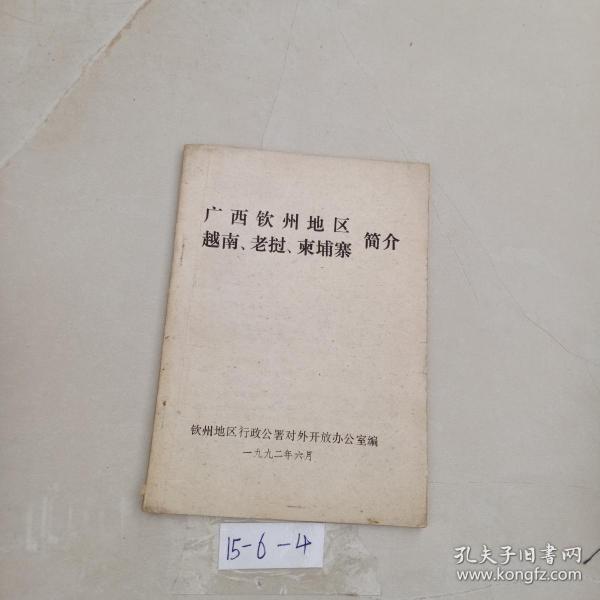 广西钦州地区
越南、老挝、柬埔寨 简介
钦州地区行政公署对外开放办公室编
一九九二年六月
15-6-4
孔夫子旧书网
www.kongfz.com